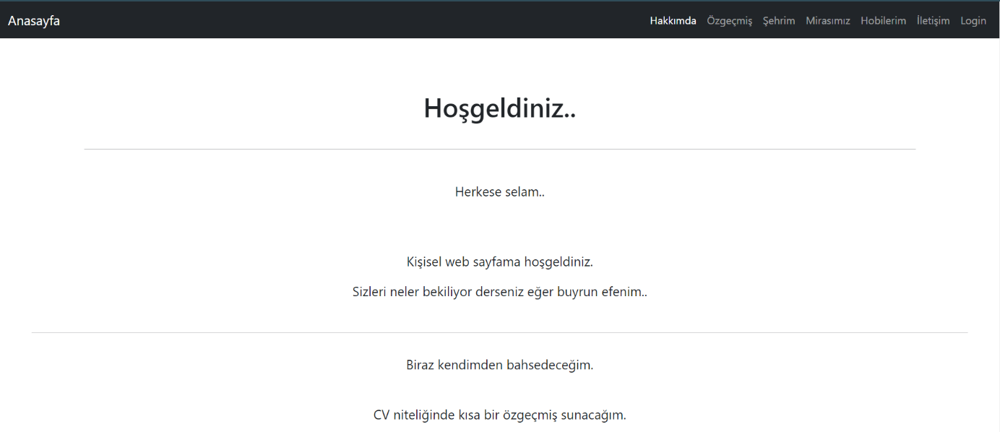 Anasayfa Hakkımda Özgeçmiş Şehrim Mirasımız Hobilerim İletişim Login
Hoşgeldiniz..
Herkese selam..
Kişisel web sayfama hoşgeldiniz.
Sizleri neler bekiliyor derseniz eğer buyrun efenim..
Biraz kendimden bahsedeceğim.
CV niteliğinde kısa bir özgeçmiş sunacağım.